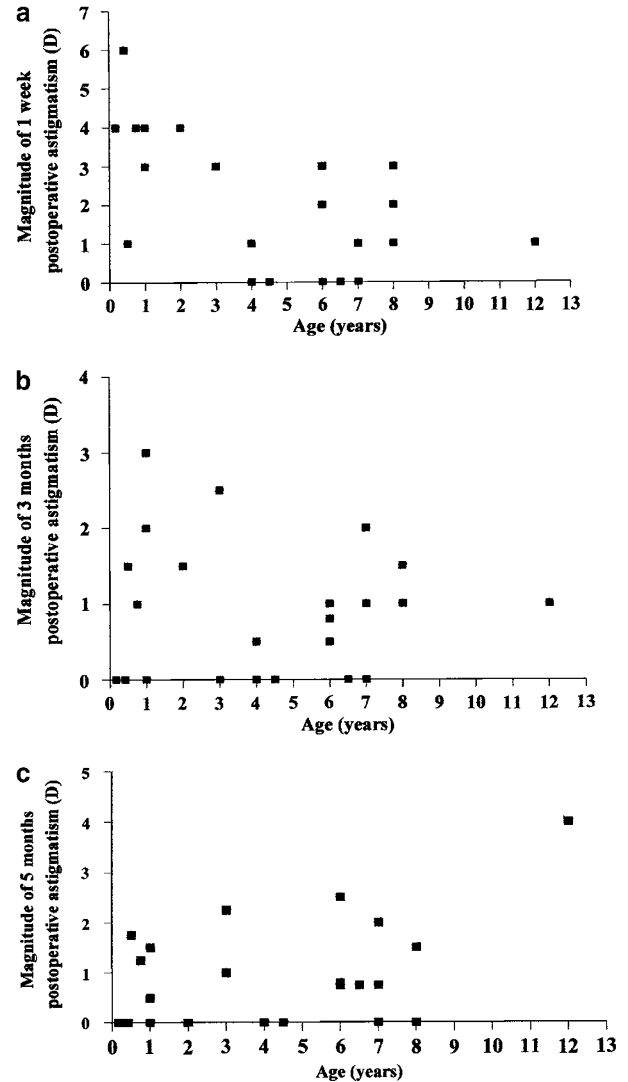 a
Magnitude of 1 week
postoperative astigmatism (D)
7
6
5
4
3
2
1
0
0 1 2 3 4 5 6 7 8 9 10 11 12 13
Age (years)
b
Magnitude of 3 months
postoperative astigmatism (D)
4
3
2
1
0
0 1 2 3 4 5 6 7 8 9 10 11 12 13
Age (years)
c
Magnitude of 5 months
postoperative astigmatism (D)
5
4
3
2
1
0
0 1 2 3 4 5 6 7 8 9 10 11 12 13
Age (years)